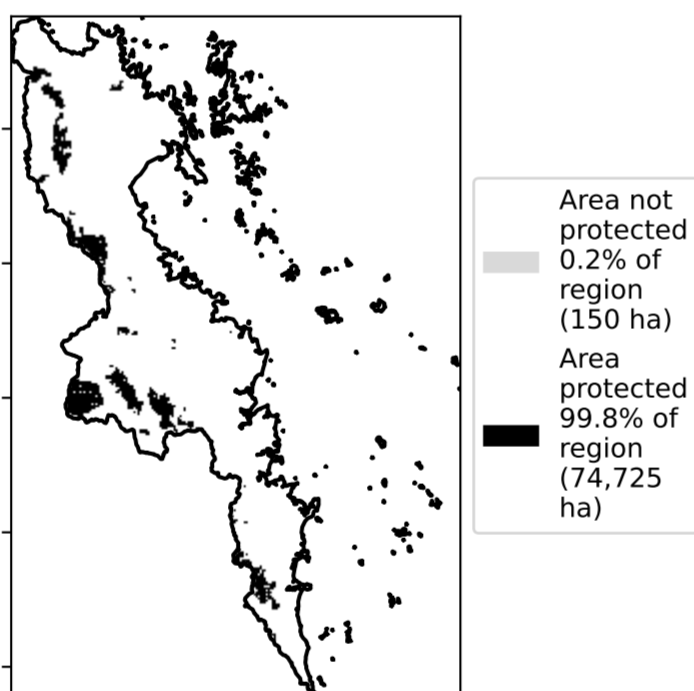 Area not
protected
0.2% of
region
(150 ha)
Area
protected
99.8% of
region
(74,725
ha)